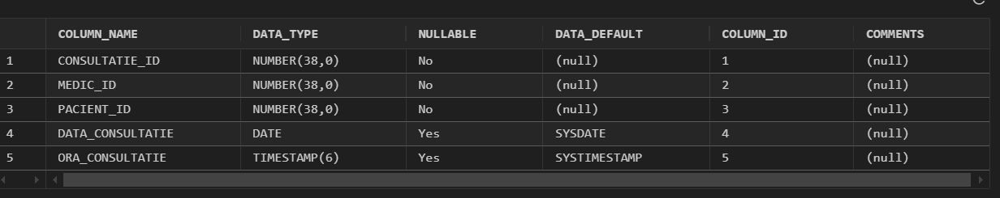 COLUMN_NAME DATA_TYPE NULLABLE DATA_DEFAULT COLUMN_ID COMMENTS
1 CONSULTATIE_ID NUMBER(38,0) No (null) 1 (null)
2 MEDIC_ID NUMBER(38,0) No (null) 2 (null)
3 PACIENT_ID NUMBER(38,0) No (null) 3 (null)
4 DATA_CONSULTATIE DATE Yes SYSDATE 4 (null)
5 ORA_CONSULTATIE TIMESTAMP(6) Yes SYSTIMESTAMP 5 (null)